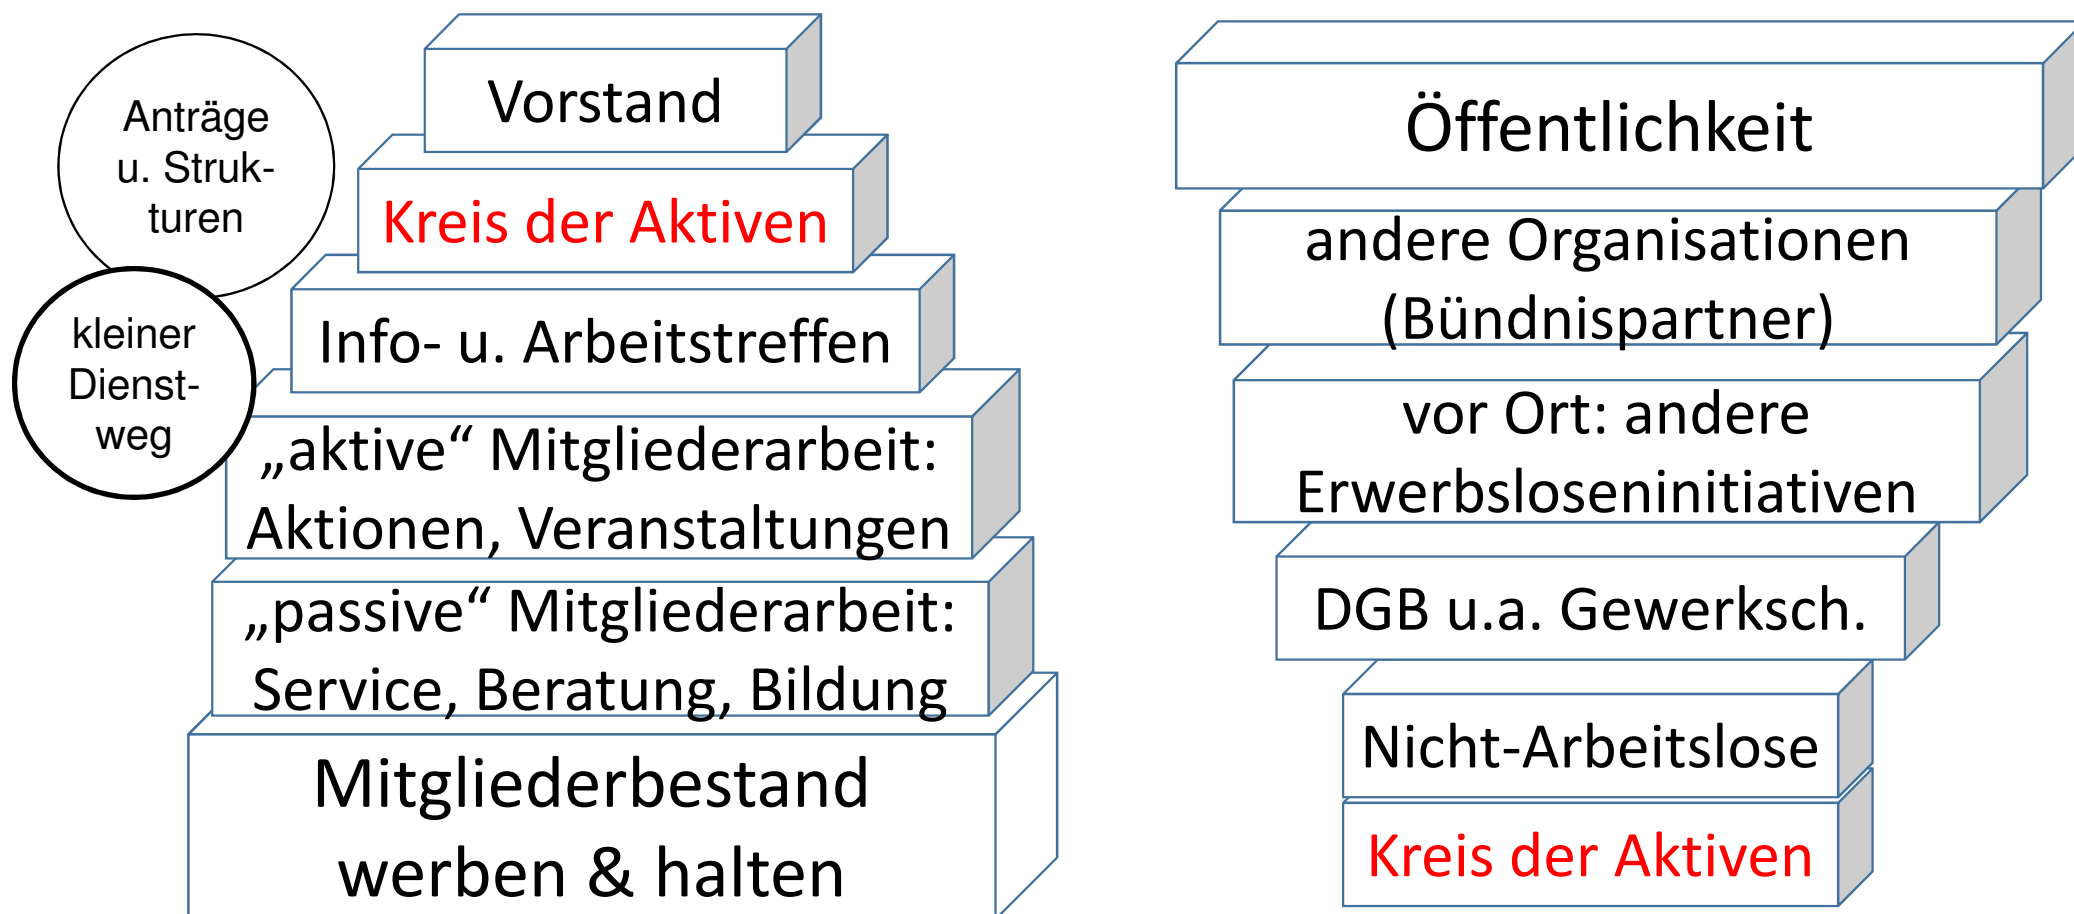 Anträge
u. Struk-
turen
kleiner
Dienst-
weg
Vorstand
Kreis der Aktiven
Info- u. Arbeitstreffen
„aktive“ Mitgliederarbeit:
Aktionen, Veranstaltungen
„passive“ Mitgliederarbeit:
Service, Beratung, Bildung
Mitgliederbestand
werben & halten
Öffentlichkeit
andere Organisationen
(Bündnispartner)
vor Ort: andere
Erwerbsloseninitiativen
DGB u.a. Gewerksch.
Nicht-Arbeitslose
Kreis der Aktiven